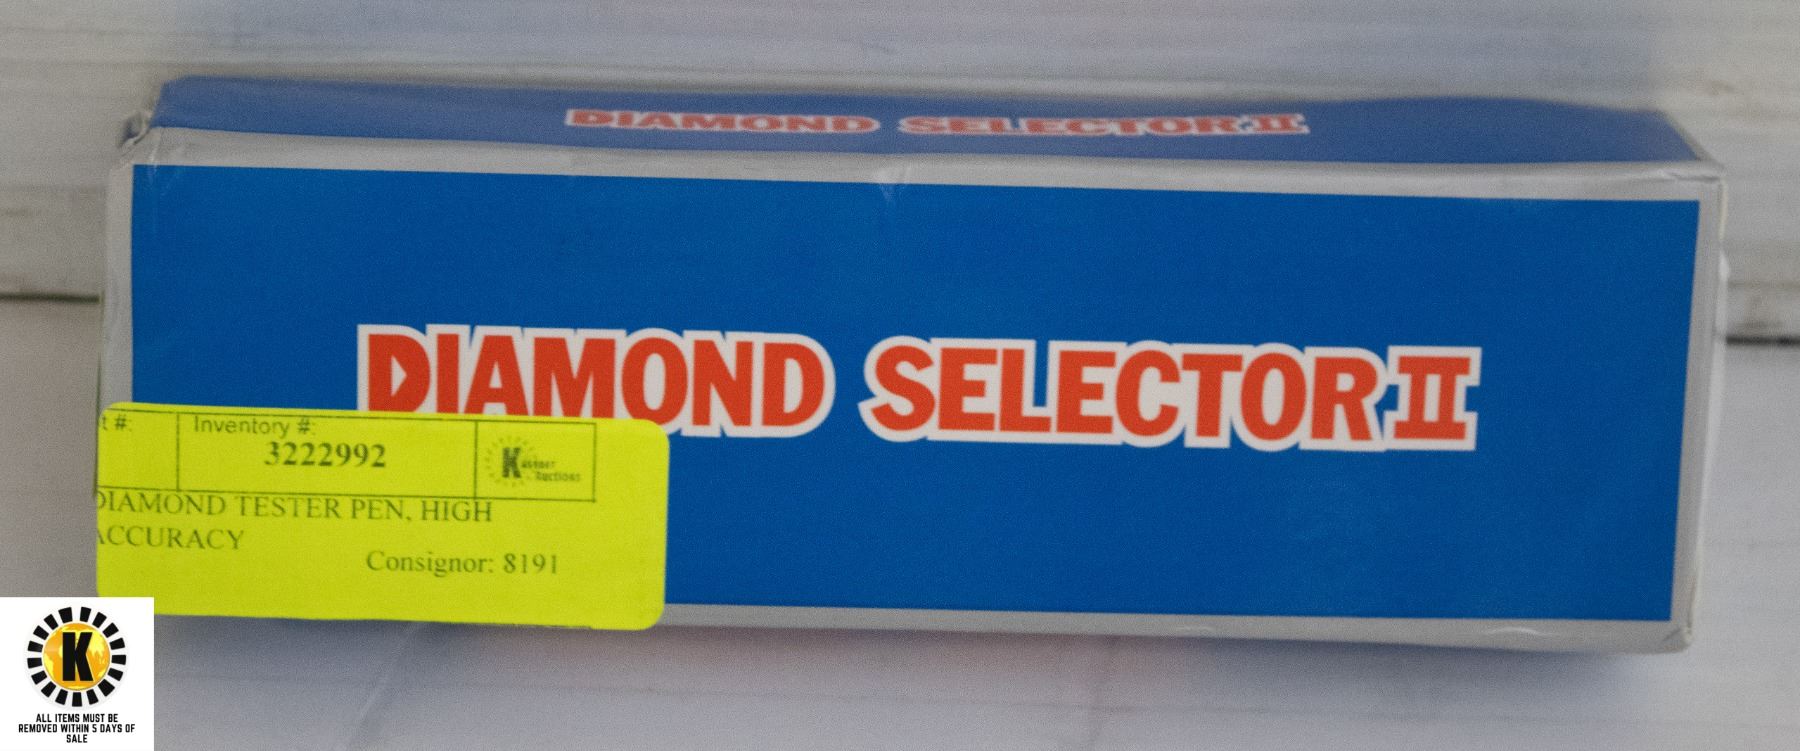 DIAMOND SELECTOR II
DIAMOND SELECTOR II
t #:
Inventory #:
3222992
K
Auctions
DIAMOND TESTER PEN, HIGH
ACCURACY
Consignor: 8191
K
ALL ITEMS MUST BE
REMOVED WITHIN 5 DAYS OF
SALE